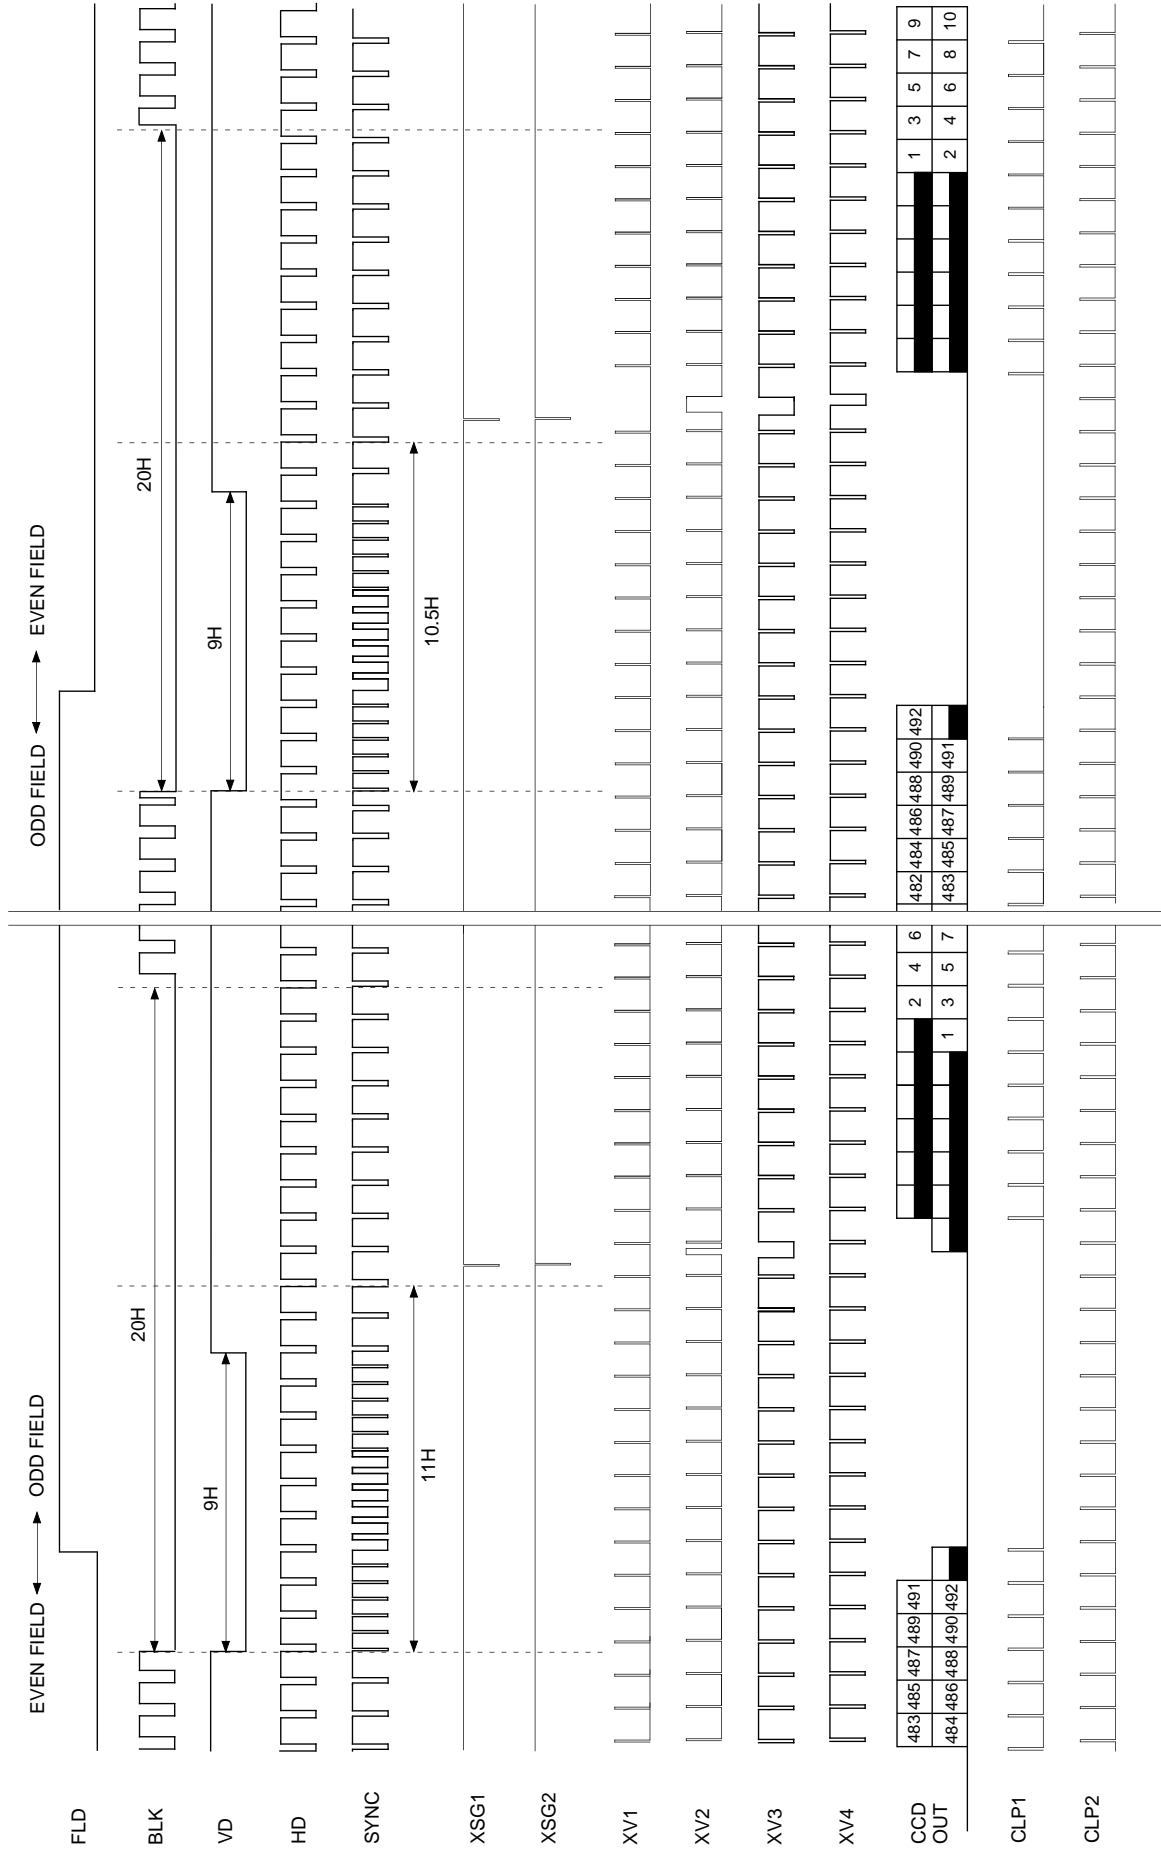 EVEN FIELD ODD FIELD ODD FIELD EVEN FIELD
FLD
20H 20H
BLK
9H 9H
VD
HD
SYNC
11H 10.5H
XSG1
XSG2
XV1
XV2
XV3
XV4
CCD 483 485 487 489 491 2 4 6 482 484 486 488 490 492 1 3 5 7 9
OUT 484 486 488 490 492 1 3 5 7 483 485 487 489 491 2 4 6 8 10
CLP1
CLP2